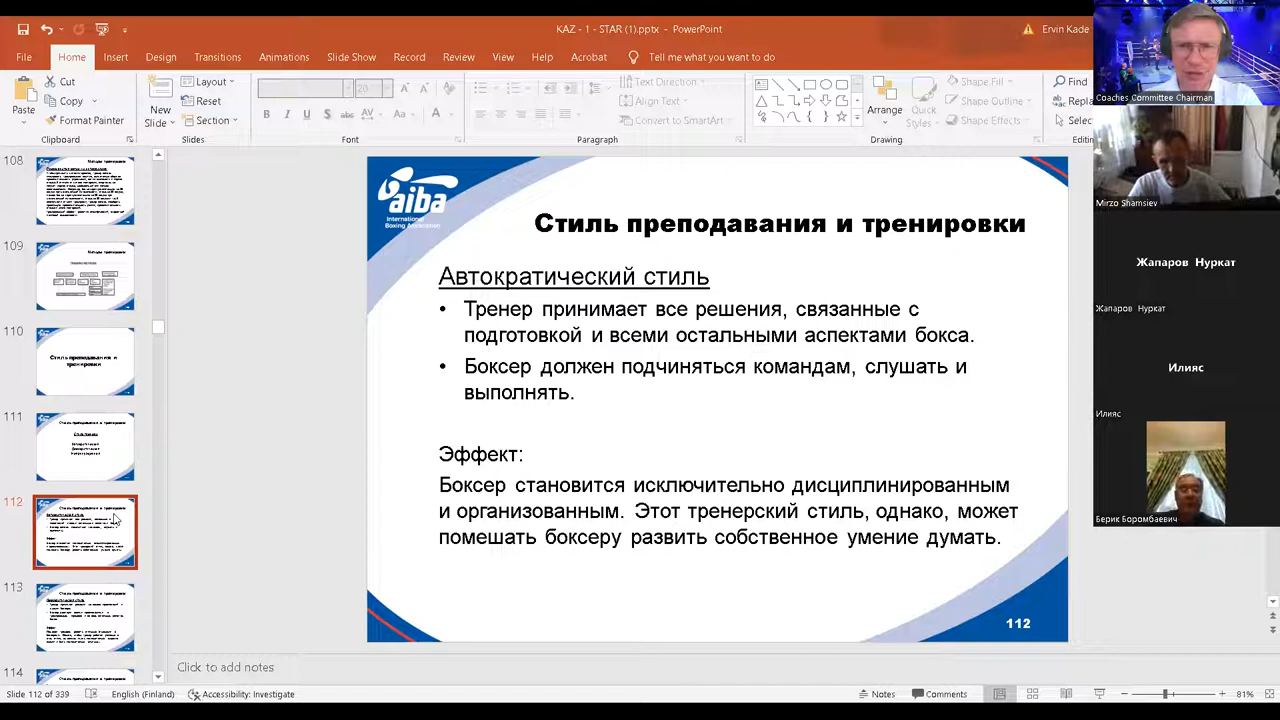 KAZ - 1 - STAR (1).pptx - PowerPoint
Ervin Kade
File Home Insert Design Transitions Animations Slide Show Record Review View Help Acrobat Tell me what you want to do
Paste
Cut
Copy
Format Painter
Clipboard
New
Slide
Layout
Reset
Section
Slides
20
Text Direction
Align Text
Convert to SmartArt
Paragraph
Arrange
Quick
Styles
Shape Fill
Shape Outline
Shape Effects
Drawing
Find
Repla
Selec
Editin
Coaches Committee Chairman
Mirzo Shamsiev
Жапаров Нуркат
Жапаров Нуркат
Илияс
Илияс
Берик Боромбаевич
108
109
110
Стиль преподавания и
тренировки
111
112
113
114
aiba
International
Boxing Association
Стиль преподавания и тренировки
Автократический стиль
• Тренер принимает все решения, связанные с
подготовкой и всеми остальными аспектами бокса.
• Боксер должен подчиняться командам, слушать и
выполнять.
Эффект:
Боксер становится исключительно дисциплинированным
и организованным. Этот тренерский стиль, однако, может
помешать боксеру развить собственное умение думать.
112
Click to add notes
Slide 112 of 339 English (Finland) Accessibility: Investigate Notes Comments 81%